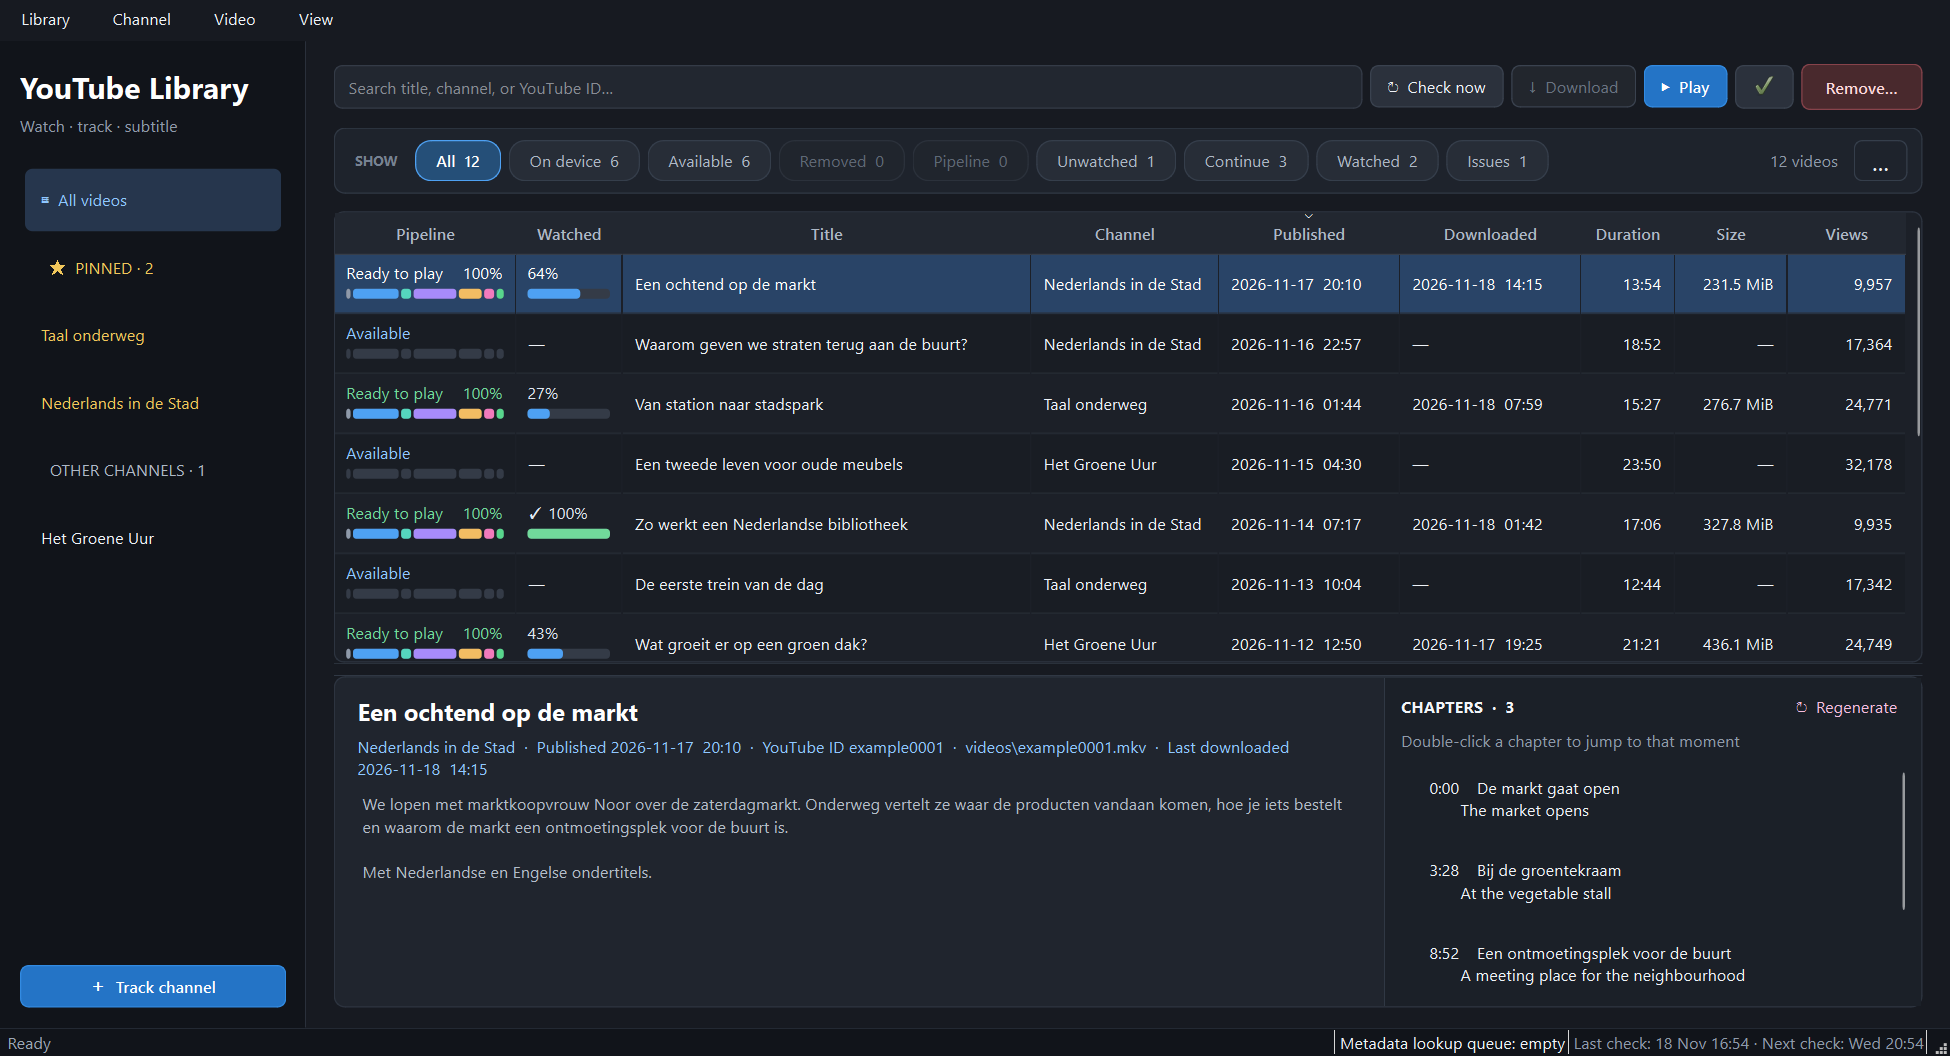 Library Channel Video View
YouTube Library
Watch · track · subtitle
All videos
PINNED · 2
Taal onderweg
Nederlands in de Stad
OTHER CHANNELS · 1
Het Groene Uur
+ Track channel
Search title, channel, or YouTube ID...
Check now
↓ Download
Play
✓
Remove...
SHOW All 12 On device 6 Available 6 Removed 0 Pipeline 0 Unwatched 1 Continue 3 Watched 2 Issues 1 12 videos ...
Pipeline Watched Title Channel Published Downloaded Duration Size Views
Ready to play 100% 64% Een ochtend op de markt Nederlands in de Stad 2026-11-17 20:10 2026-11-18 14:15 13:54 231.5 MiB 9,957
Available — Waarom geven we straten terug aan de buurt? Nederlands in de Stad 2026-11-16 22:57 — 18:52 — 17,364
Ready to play 100% 27% Van station naar stadspark Taal onderweg 2026-11-16 01:44 2026-11-18 07:59 15:27 276.7 MiB 24,771
Available — Een tweede leven voor oude meubels Het Groene Uur 2026-11-15 04:30 — 23:50 — 32,178
Ready to play 100% ✓ 100% Zo werkt een Nederlandse bibliotheek Nederlands in de Stad 2026-11-14 07:17 2026-11-18 01:42 17:06 327.8 MiB 9,935
Available — De eerste trein van de dag Taal onderweg 2026-11-13 10:04 — 12:44 — 17,342
Ready to play 100% 43% Wat groeit er op een groen dak? Het Groene Uur 2026-11-12 12:50 2026-11-17 19:25 21:21 436.1 MiB 24,749
Een ochtend op de markt
Nederlands in de Stad · Published 2026-11-17 20:10 · YouTube ID example0001 · videos\example0001.mkv · Last downloaded
2026-11-18 14:15
We lopen met marktkoopvrouw Noor over de zaterdagmarkt. Onderweg vertelt ze waar de producten vandaan komen, hoe je iets bestelt
en waarom de markt een ontmoetingsplek voor de buurt is.
Met Nederlandse en Engelse ondertitels.
CHAPTERS · 3 Regenerate
Double-click a chapter to jump to that moment
0:00 De markt gaat open
The market opens
3:28 Bij de groentekraam
At the vegetable stall
8:52 Een ontmoetingsplek voor de buurt
A meeting place for the neighbourhood
Ready
Metadata lookup queue: empty
Last check: 18 Nov 16:54 · Next check: Wed 20:54